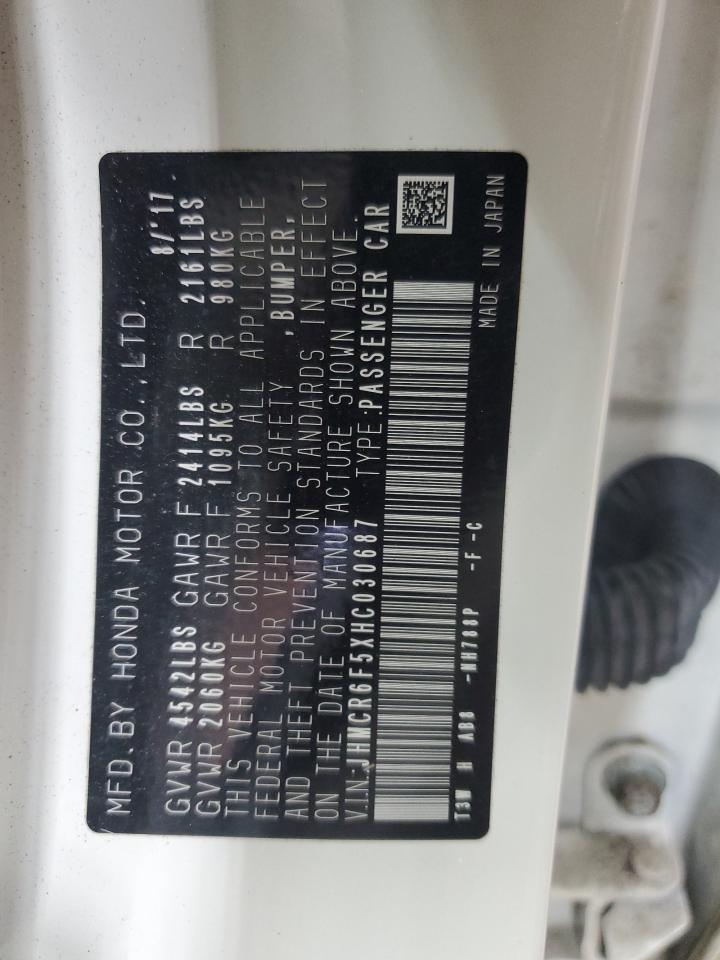 MFD. BY HONDA MOTOR CO., LTD. 8/'17
GVWR 4542LBS GAWR F 2414LBS R 2161LBS
GVWR 2060KG GAWR F 1095KG R 980KG
THIS VEHICLE CONFORMS TO ALL APPLICABLE
FEDERAL MOTOR VEHICLE SAFETY ,BUMPER,
AND THEFT PREVENTION STANDARDS IN EFFECT
ON THE DATE OF MANUFACTURE SHOWN ABOVE.
V.I.N:JHMCR6F5XHC030687 TYPE:PASSENGER CAR
T3W H AB8 -NH788P -F-C MADE IN JAPAN